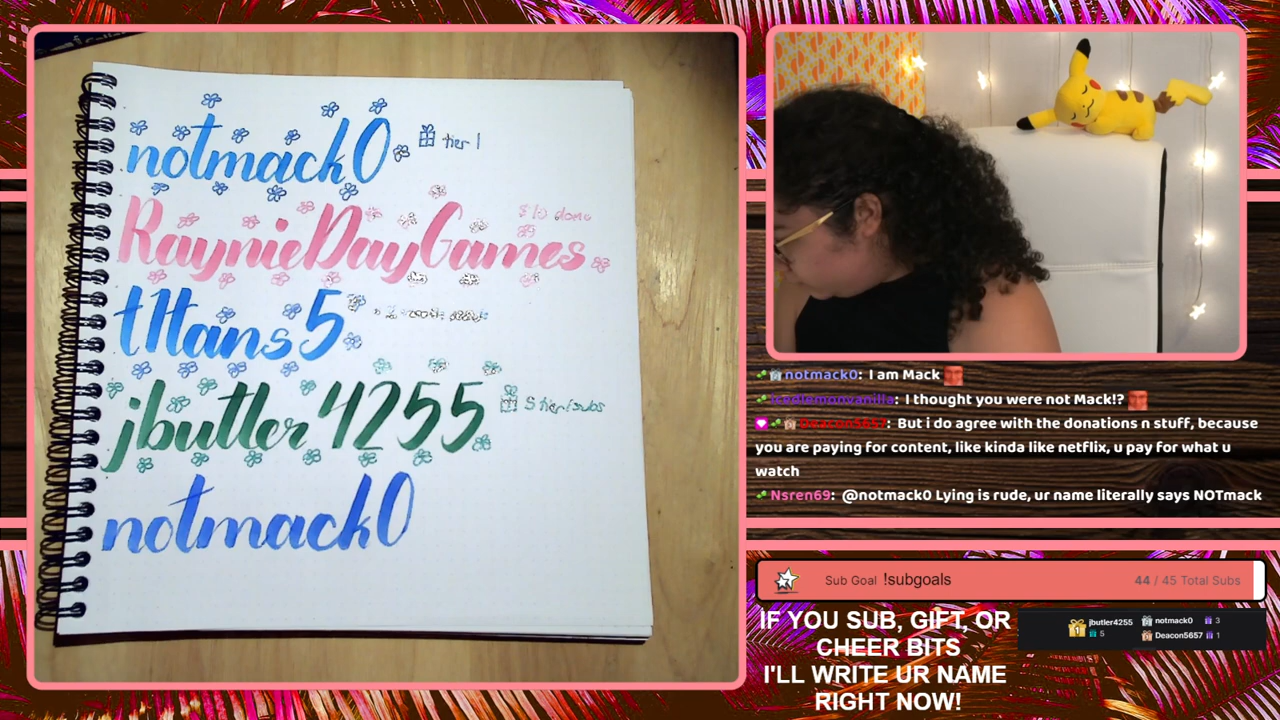 notmack0 tier 1
RaynieDayGames $10 dono
tHans5
jbutler4255 5 tier1subs
notmack0
notmack0: I am Mack
icedlemonvanilla: I thought you were not Mack!?
Deacon5657: But i do agree with the donations n stuff, because
you are paying for content, like kinda like netflix, u pay for what u
watch
Nsren69: @notmack0 Lying is rude, ur name literally says NOTmack
Sub Goal !subgoals 44 / 45 Total Subs
IF YOU SUB, GIFT, OR
CHEER BITS
I'LL WRITE UR NAME
RIGHT NOW!
1 jbutler4255 5
notmack0 3
Deacon5657 1